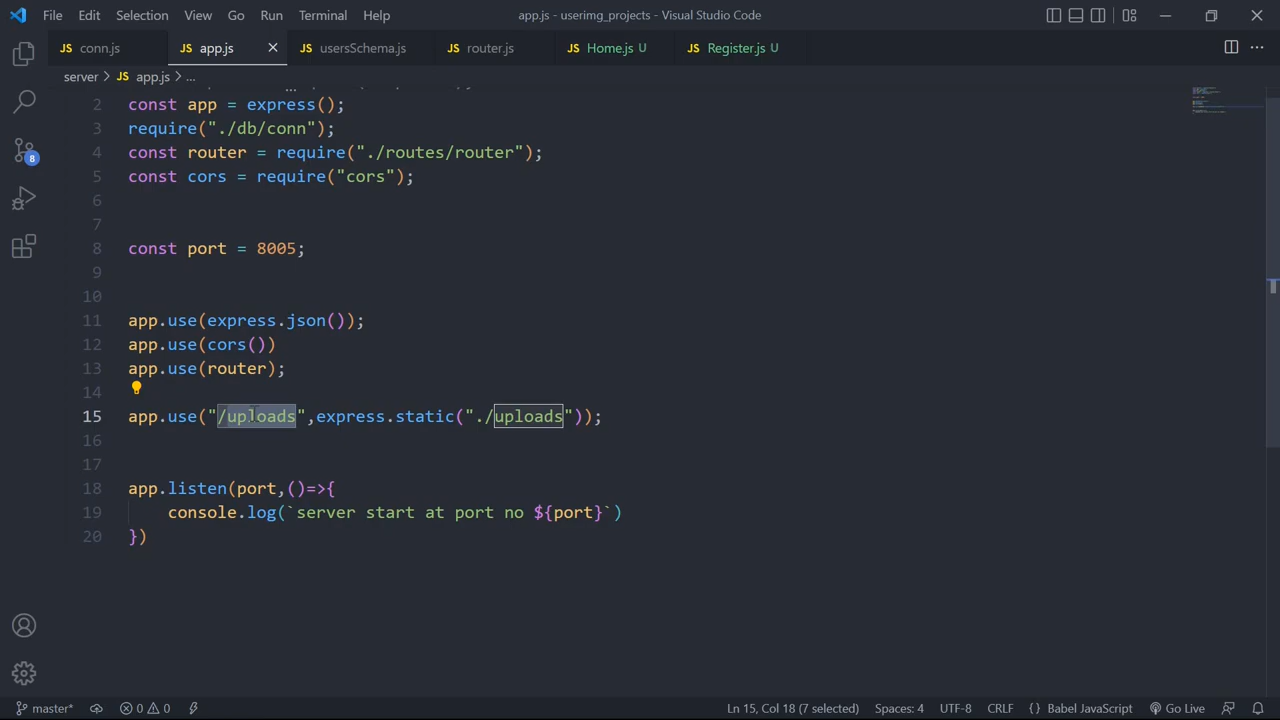 File Edit Selection View Go Run Terminal Help app.js - userimg_projects - Visual Studio Code
JS conn.js JS app.js JS usersSchema.js JS router.js JS Home.js U JS Register.js U
server > JS app.js > ...
2 const app = express();
3 require("./db/conn");
4 const router = require("./routes/router");
5 const cors = require("cors");
6
7
8 const port = 8005;
9
10
11 app.use(express.json());
12 app.use(cors())
13 app.use(router);
14
15 app.use("/uploads",express.static("./uploads"));
16
17
18 app.listen(port,()=>{
19 console.log(`server start at port no ${port}`)
20 })
8
master* 0 0 Ln 15, Col 18 (7 selected) Spaces: 4 UTF-8 CRLF {} Babel JavaScript Go Live